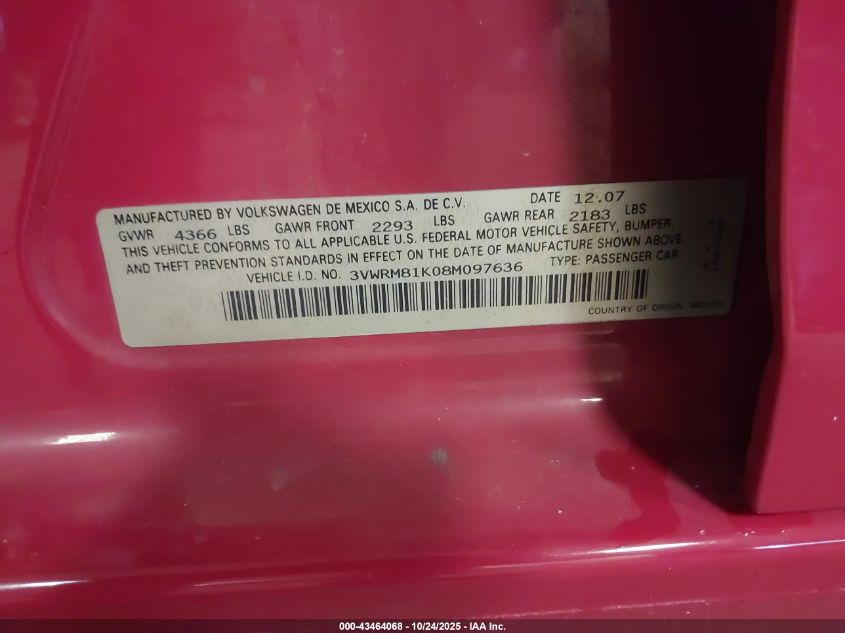 MANUFACTURED BY VOLKSWAGEN DE MEXICO S.A. DE C.V. DATE 12.07
GVWR 4366 LBS GAWR FRONT 2293 LBS GAWR REAR 2183 LBS
THIS VEHICLE CONFORMS TO ALL APPLICABLE U.S. FEDERAL MOTOR VEHICLE SAFETY, BUMPER,
AND THEFT PREVENTION STANDARDS IN EFFECT ON THE DATE OF MANUFACTURE SHOWN ABOVE.
VEHICLE I.D. NO. 3VWRM81K08M097636 TYPE: PASSENGER CAR
COUNTRY OF ORIGIN: MEXICO
000-43464068 - 10/24/2025 - IAA Inc.